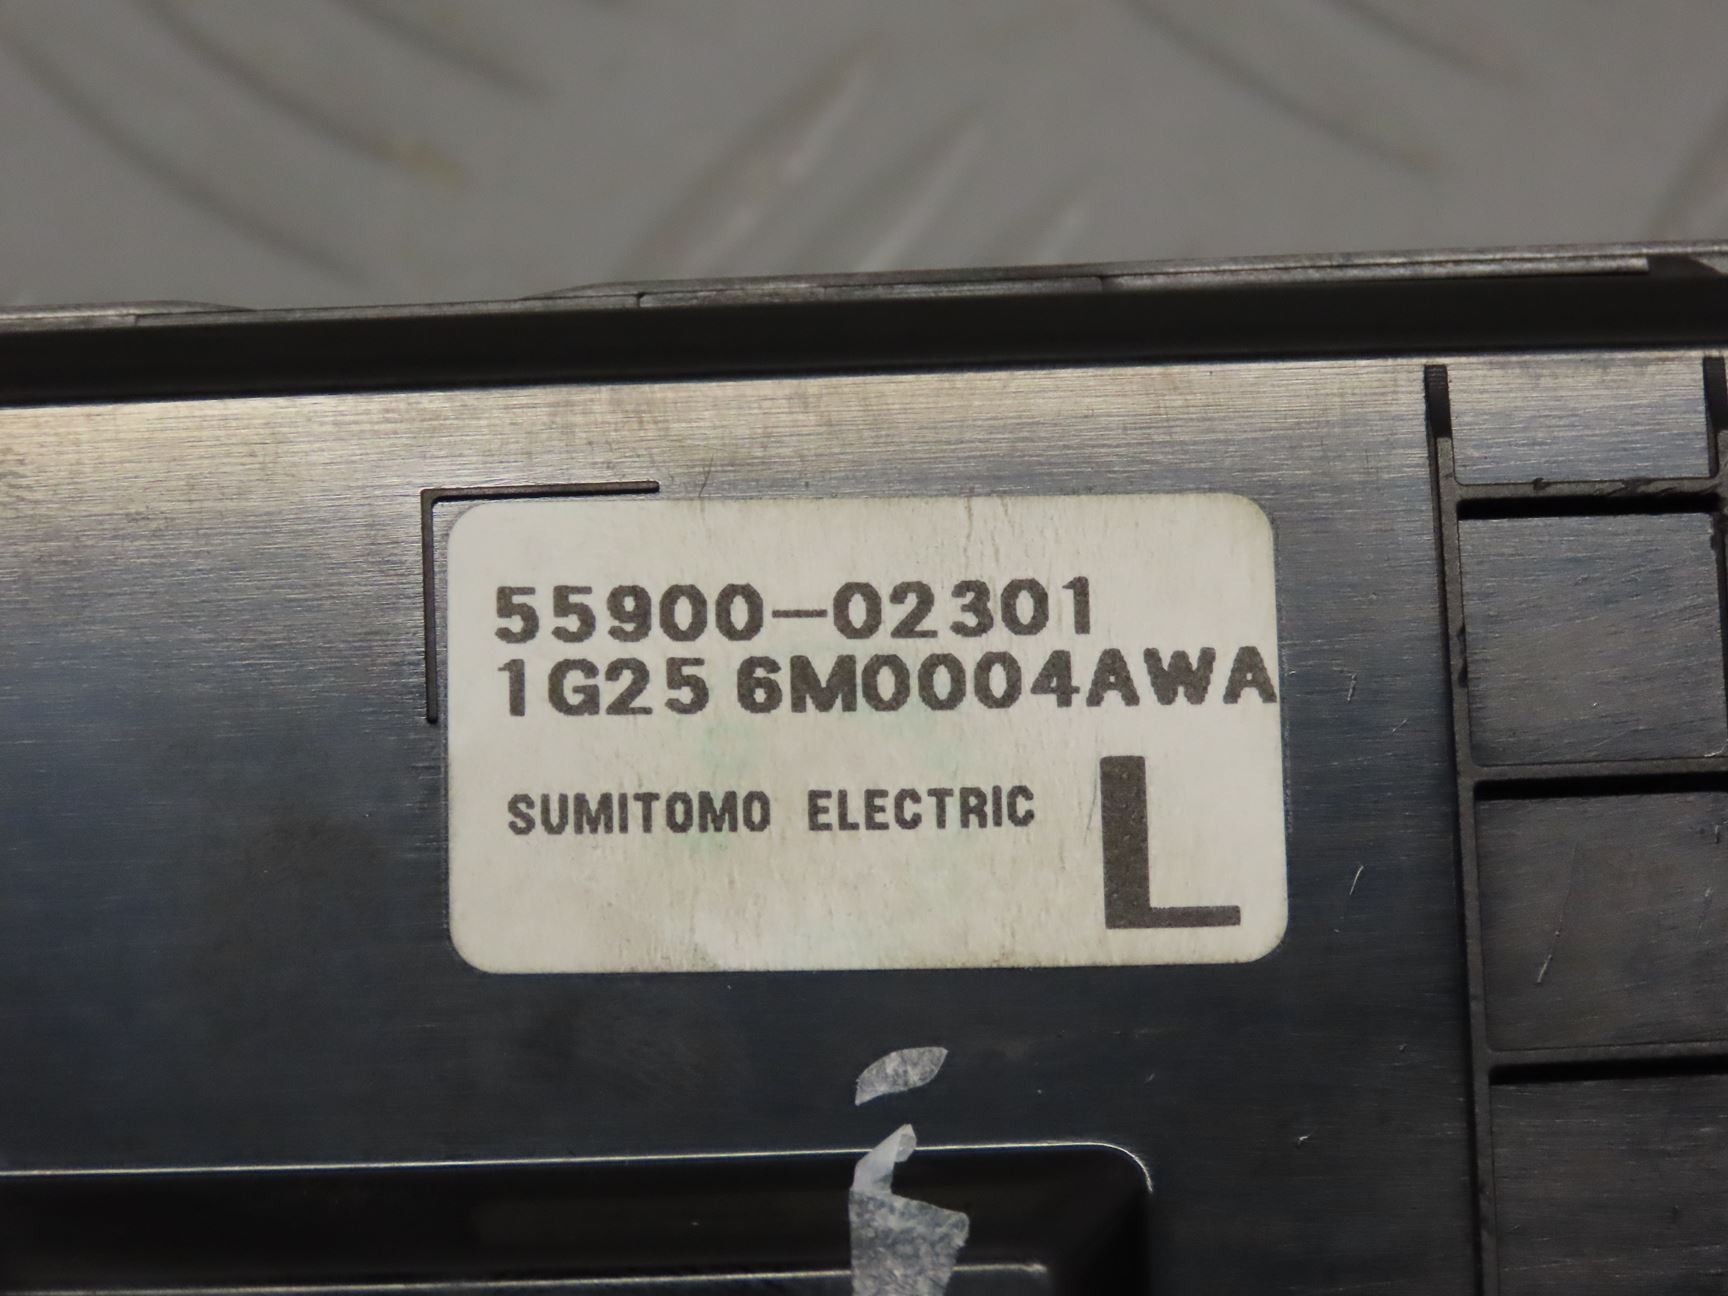 55900-02301
1G25 6M0004AWA
SUMITOMO ELECTRIC
L